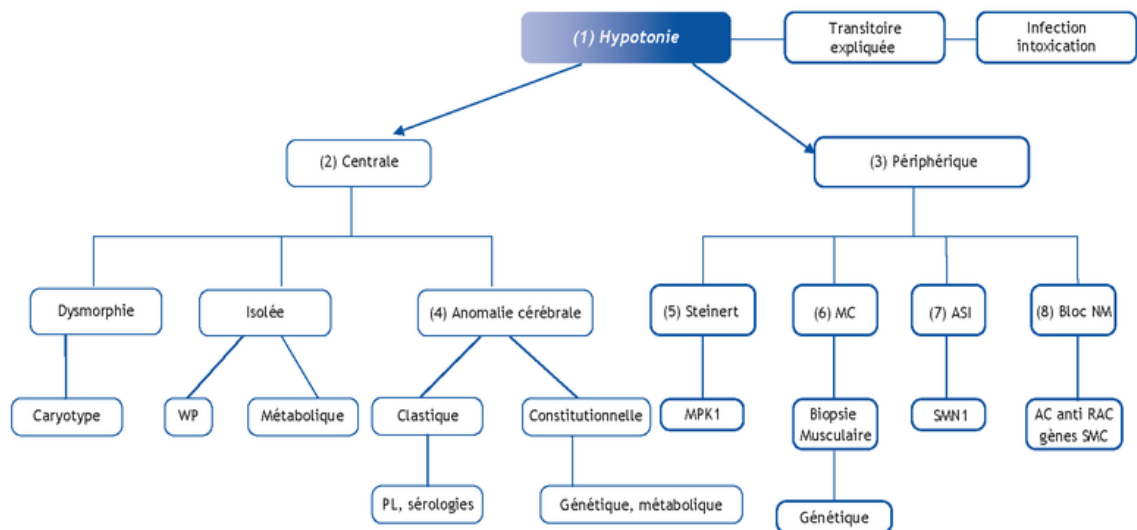 (1) Hypotonie
Transitoire
expliquée
Infection
intoxication
(2) Centrale
(3) Périphérique
Dysmorphie
Isolée
(4) Anomalie cérébrale
(5) Steinert
(6) MC
(7) ASI
(8) Bloc NM
Caryotype
WP
Métabolique
Clastique
Constitutionnelle
MPK1
Biopsie
Musculaire
SMN1
AC anti RAC
gènes SMC
PL, sérologies
Génétique, métabolique
Génétique